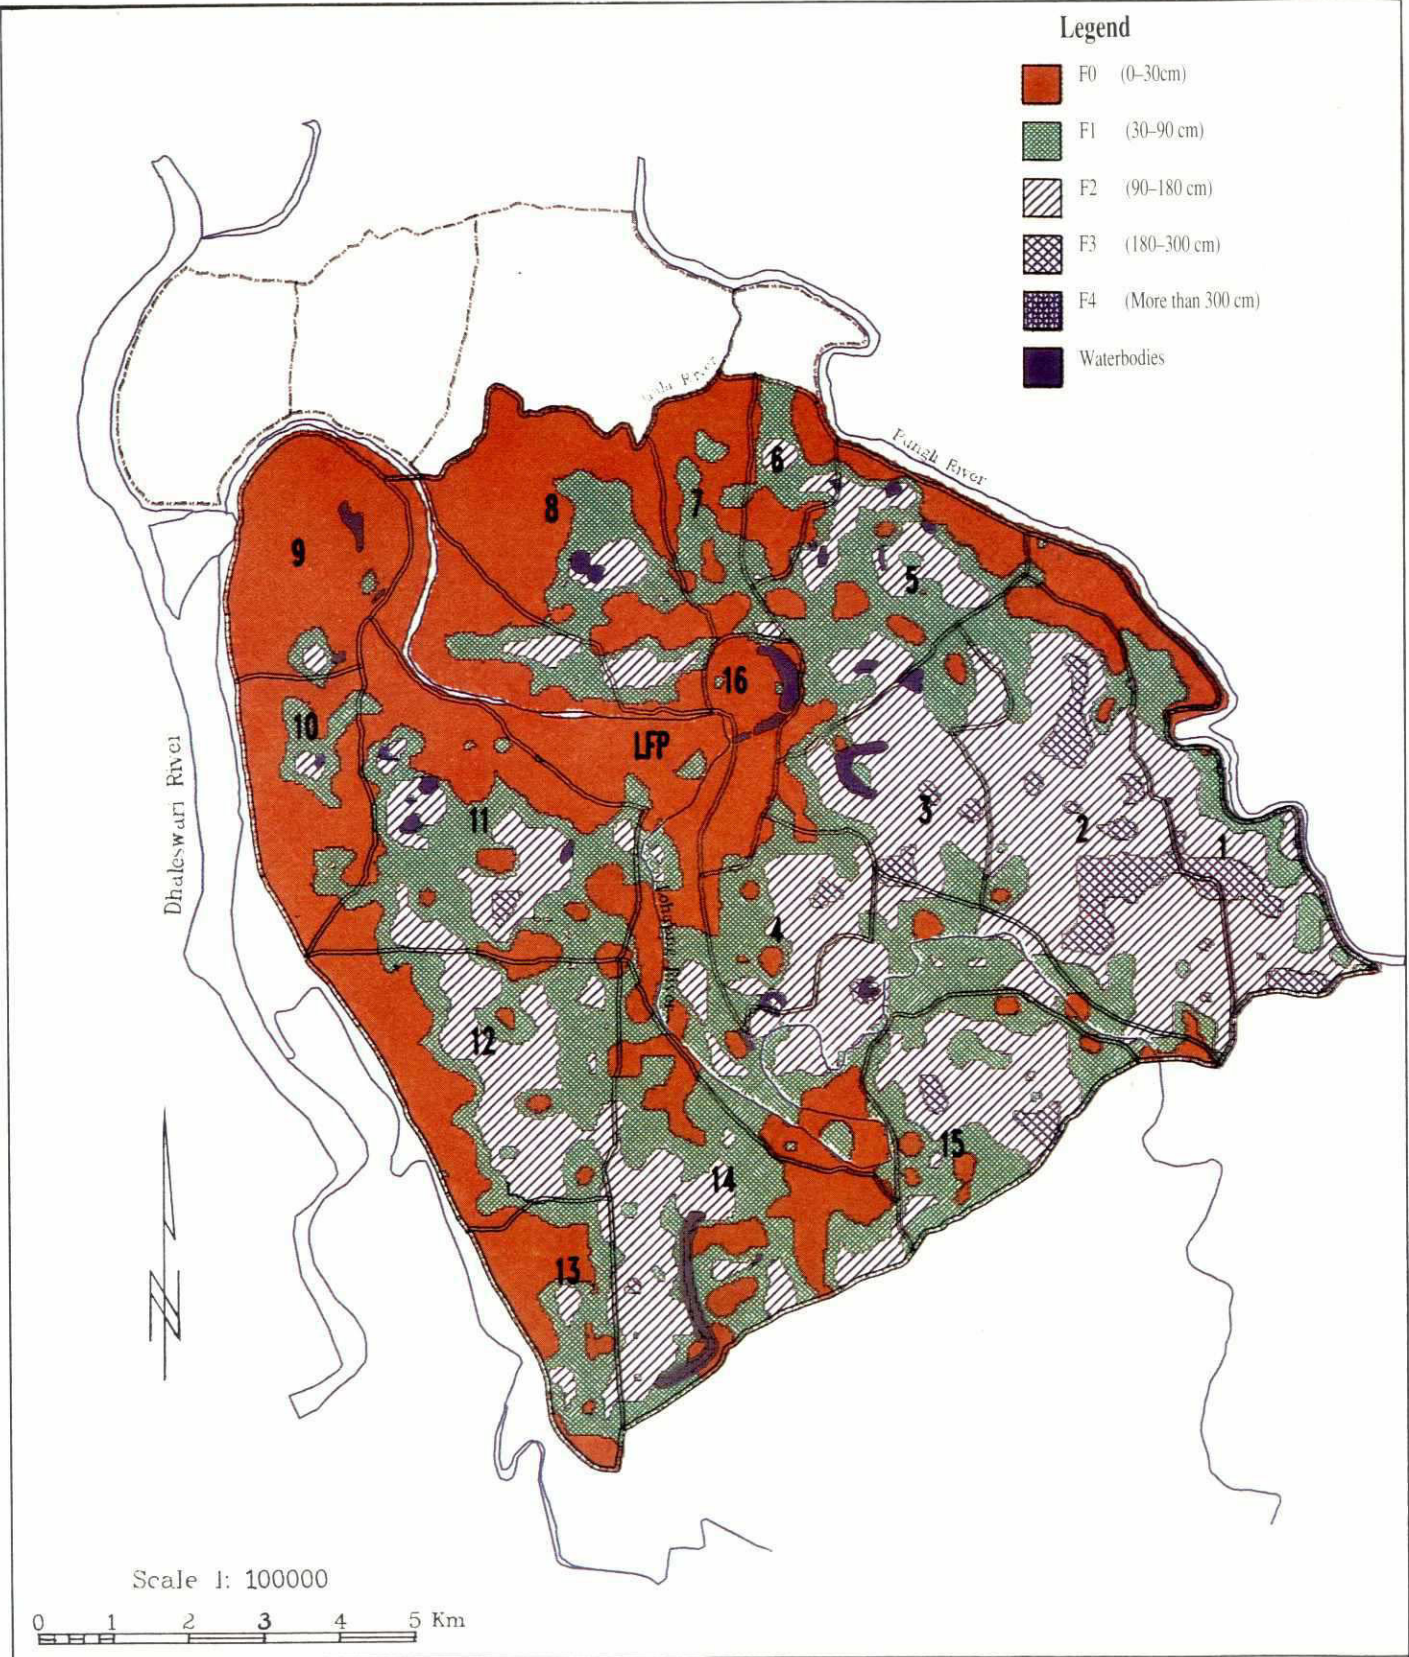 Legend
F0 (0–30cm)
F1 (30–90 cm)
F2 (90–180 cm)
F3 (180–300 cm)
F4 (More than 300 cm)
Waterbodies
River
Pungli River
6
8
7
9
5
16
10
LFP
3
2
11
1
4
12
15
14
13
Dhaleswari River
N
Scale 1: 100000
0 1 2 3 4 5 Km